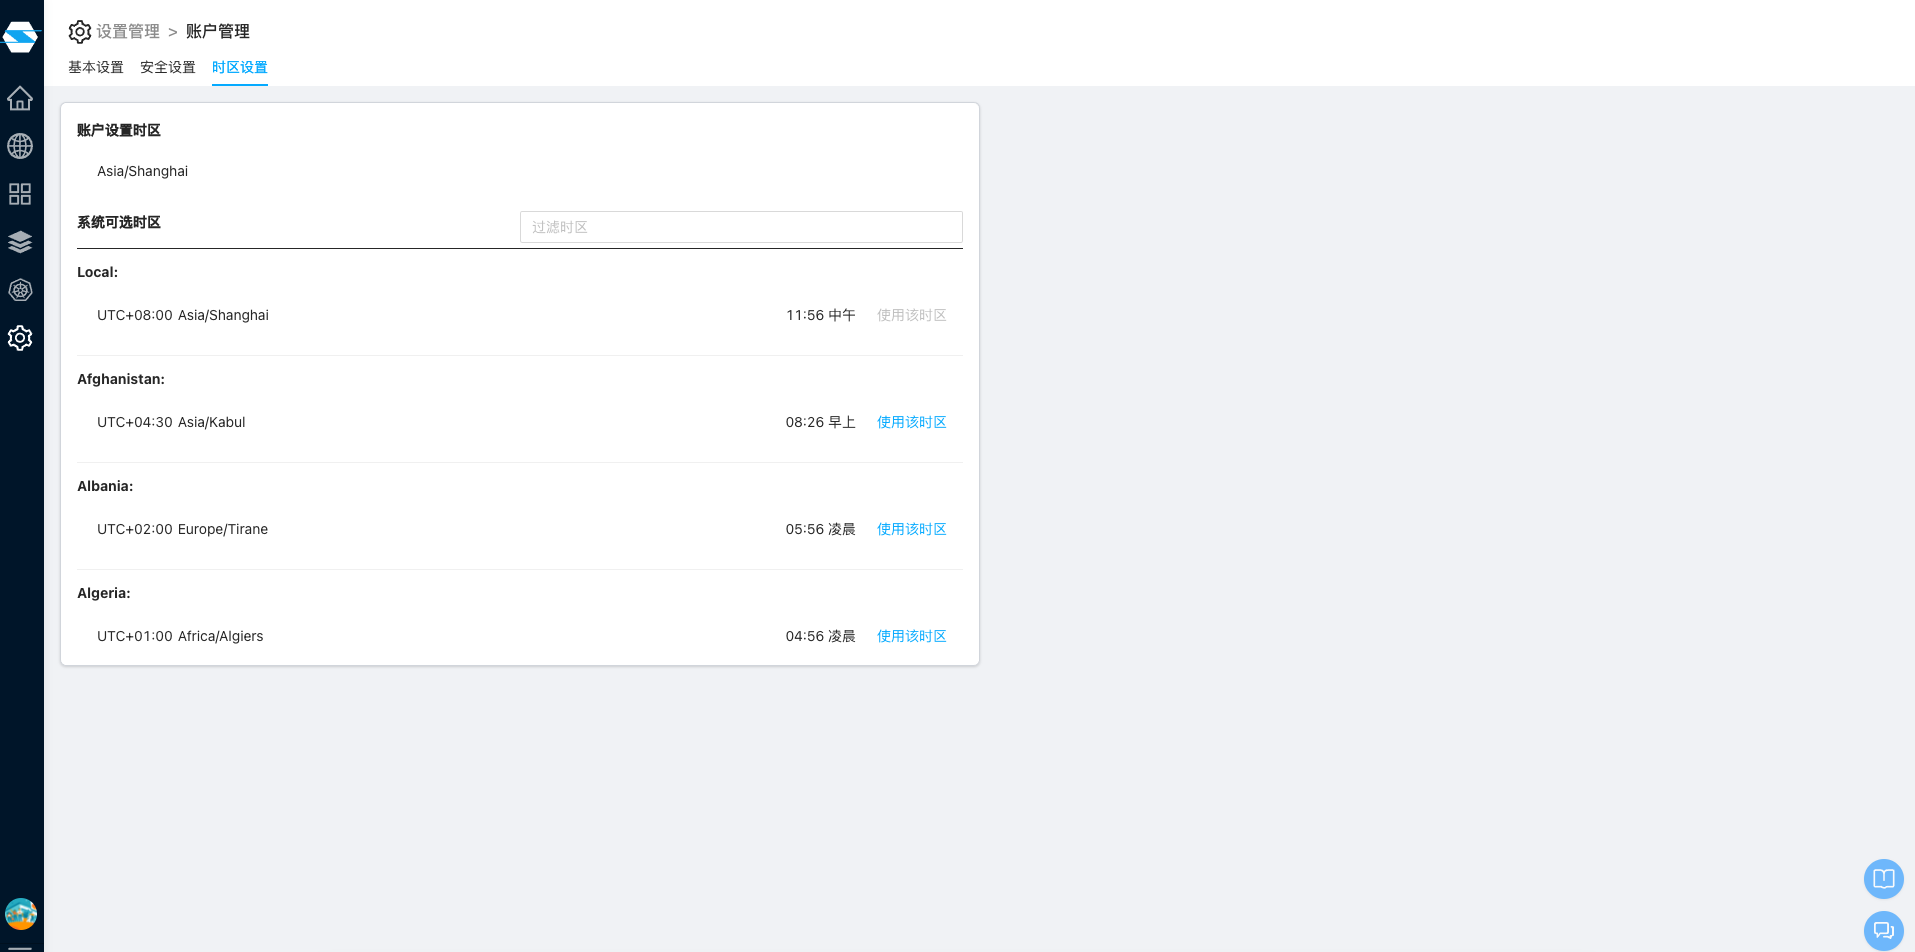 设置管理 > 账户管理
基本设置 安全设置 时区设置
账户设置时区
Asia/Shanghai
系统可选时区 过滤时区
Local:
UTC+08:00 Asia/Shanghai 11:56 中午 使用该时区
Afghanistan:
UTC+04:30 Asia/Kabul 08:26 早上 使用该时区
Albania:
UTC+02:00 Europe/Tirane 05:56 凌晨 使用该时区
Algeria:
UTC+01:00 Africa/Algiers 04:56 凌晨 使用该时区